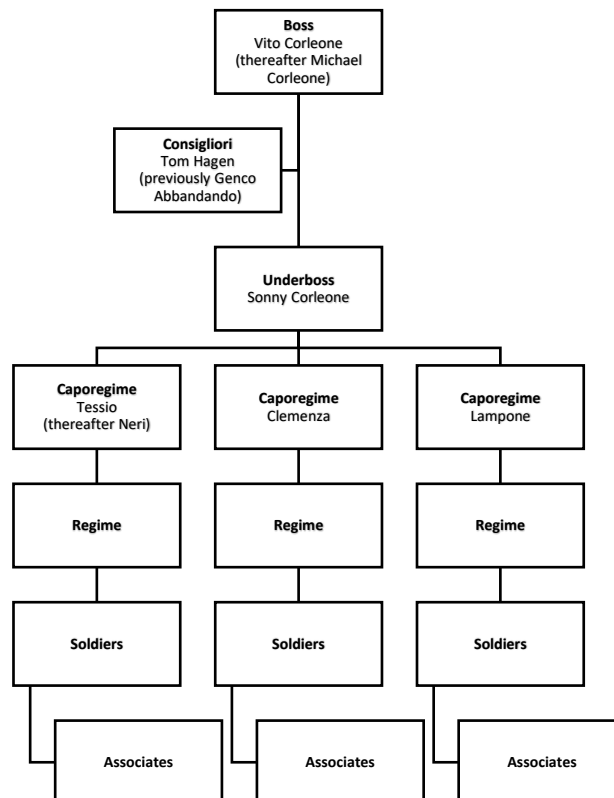 Boss
Vito Corleone
(thereafter Michael
Corleone)
Consigliori
Tom Hagen
(previously Genco
Abbandando)
Underboss
Sonny Corleone
Caporegime
Tessio
(thereafter Neri)
Caporegime
Clemenza
Caporegime
Lampone
Regime
Regime
Regime
Soldiers
Soldiers
Soldiers
Associates
Associates
Associates